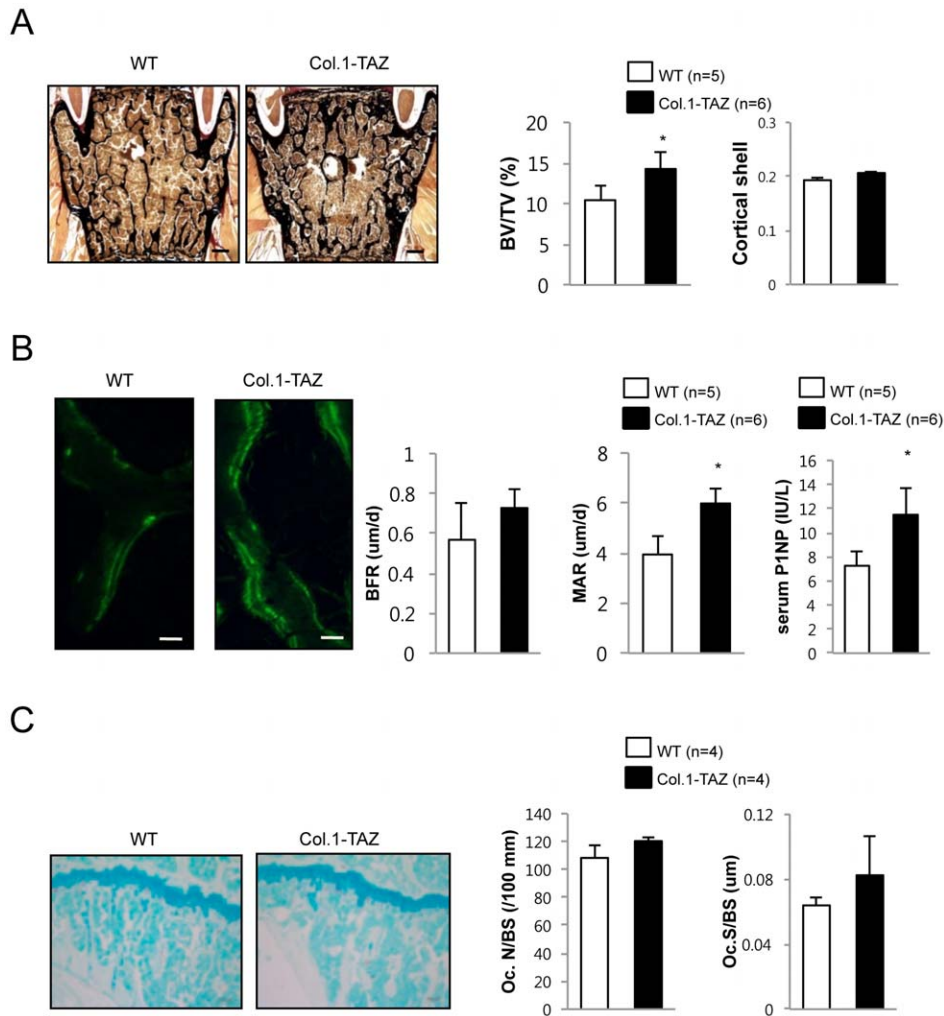 A
WT
Col.1-TAZ
WT (n=5)
Col.1-TAZ (n=6)
BV/TV (%)
20
15
10
5
0
*
Cortical shell
0.3
0.2
0.1
0
B
WT
Col.1-TAZ
BFR (um/d)
1
0.8
0.6
0.4
0.2
0
WT (n=5)
Col.1-TAZ (n=6)
MAR (um/d)
8
6
4
2
0
*
WT (n=5)
Col.1-TAZ (n=6)
serum P1NP (IU/L)
16
14
12
10
8
6
4
2
0
*
C
WT
Col.1-TAZ
WT (n=4)
Col.1-TAZ (n=4)
Oc. N/BS (/100 mm)
140
120
100
80
60
40
20
0
Oc.S/BS (um)
0.12
0.08
0.04
0